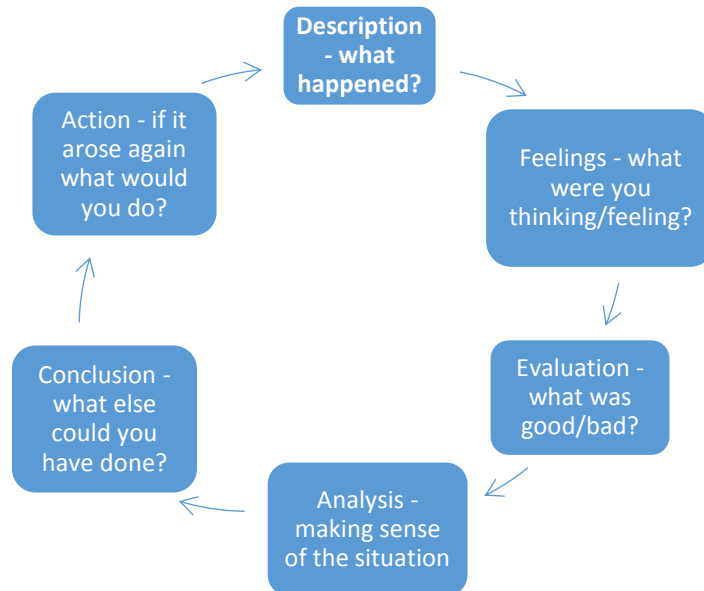 Description
- what
happened?
Feelings - what
were you
thinking/feeling?
Evaluation -
what was
good/bad?
Analysis -
making sense
of the situation
Conclusion -
what else
could you
have done?
Action - if it
arose again
what would
you do?